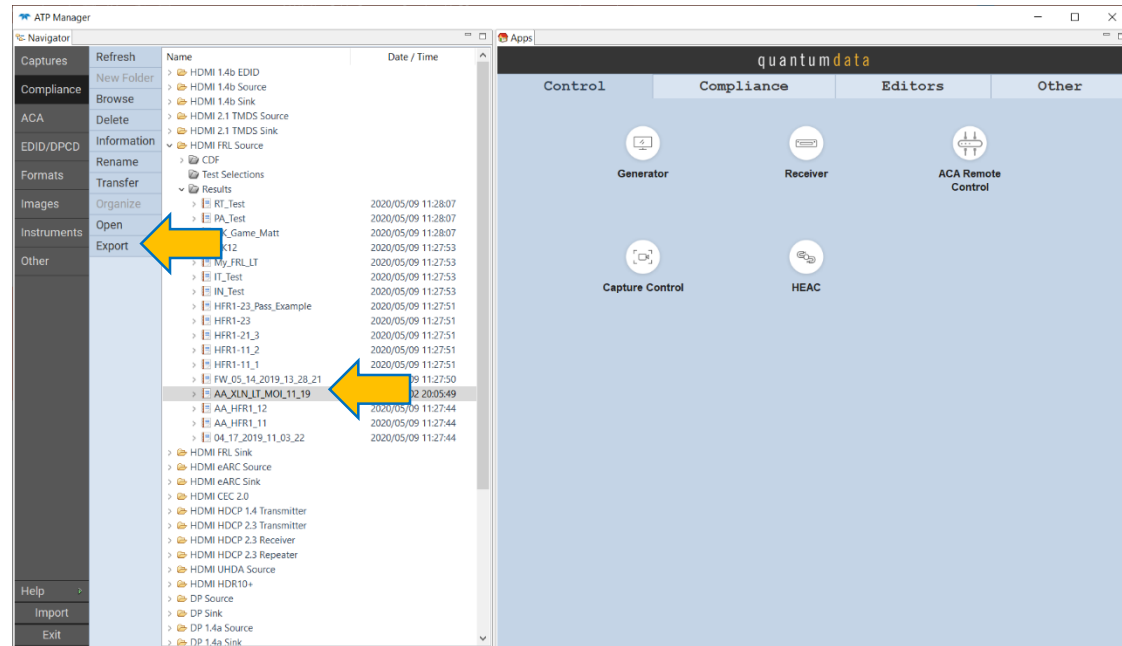 ATP Manager
Navigator
Captures
Compliance
ACA
EDID/DPCD
Formats
Images
Instruments
Other
Help
Import
Exit
Refresh
New Folder
Browse
Delete
Information
Rename
Transfer
Organize
Open
Export
Name Date / Time
HDMI 1.4b EDID
HDMI 1.4b Source
HDMI 1.4b Sink
HDMI 2.1 TMDS Source
HDMI 2.1 TMDS Sink
HDMI FRL Source
CDF
Test Selections
Results
RT_Test 2020/05/09 11:28:07
PA_Test 2020/05/09 11:28:07
_Game_Matt 2020/05/09 11:28:07
K12 2020/05/09 11:27:53
My_FRL_LT 2020/05/09 11:27:53
IT_Test 2020/05/09 11:27:53
IN_Test 2020/05/09 11:27:53
HFR1-23_Pass_Example 2020/05/09 11:27:51
HFR1-23 2020/05/09 11:27:51
HFR1-21_3 2020/05/09 11:27:51
HFR1-11_2 2020/05/09 11:27:51
HFR1-11_1 2020/05/09 11:27:51
FW_05_14_2019_13_28_21 09 11:27:50
AA_XLN_LT_MOI_11_19 02 20:05:49
AA_HFR1_12 2020/05/09 11:27:44
AA_HFR1_11 2020/05/09 11:27:44
04_17_2019_11_03_22 2020/05/09 11:27:44
HDMI FRL Sink
HDMI eARC Source
HDMI eARC Sink
HDMI CEC 2.0
HDMI HDCP 1.4 Transmitter
HDMI HDCP 2.3 Transmitter
HDMI HDCP 2.3 Receiver
HDMI HDCP 2.3 Repeater
HDMI UHDA Source
HDMI HDR10+
DP Source
DP Sink
DP 1.4a Source
DP 1.4a Sink
Apps
quantumdata
Control Compliance Editors Other
Generator Receiver ACA Remote
Control
Capture Control HEAC